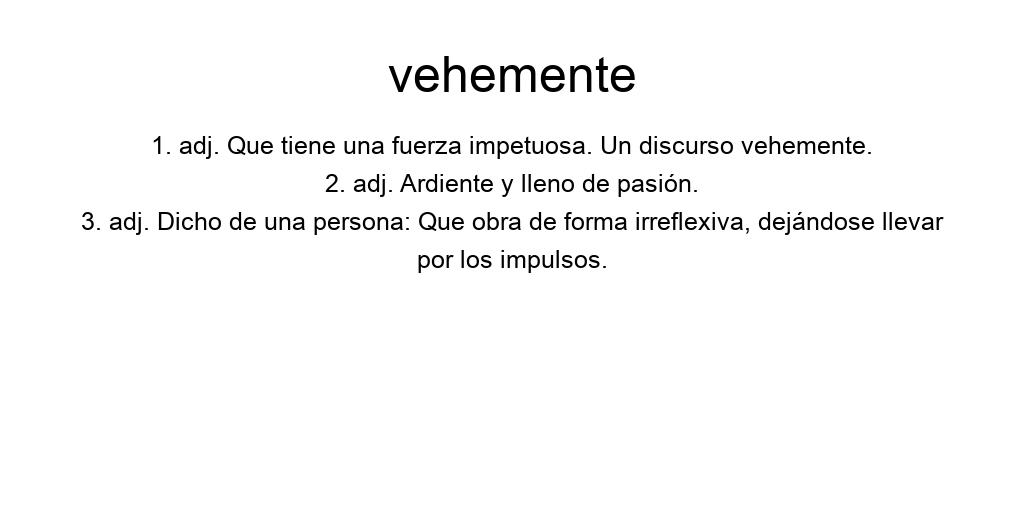 vehemente
1. adj. Que tiene una fuerza impetuosa. Un discurso vehemente.
2. adj. Ardiente y lleno de pasión.
3. adj. Dicho de una persona: Que obra de forma irreflexiva, dejándose llevar
por los impulsos.